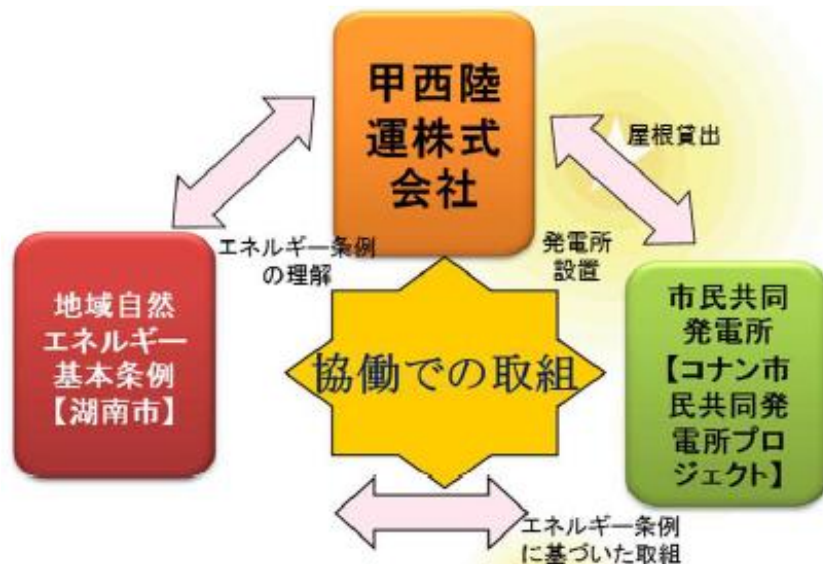 甲西陸
運株式
会社
屋根貸出
エネルギー条例
の理解
発電所
設置
地域自然
エネルギー
基本条例
【湖南市】
協働での取組
市民共同
発電所
【コナン市
民共同発
電所プロ
ジェクト】
エネルギー条例
に基づいた取組